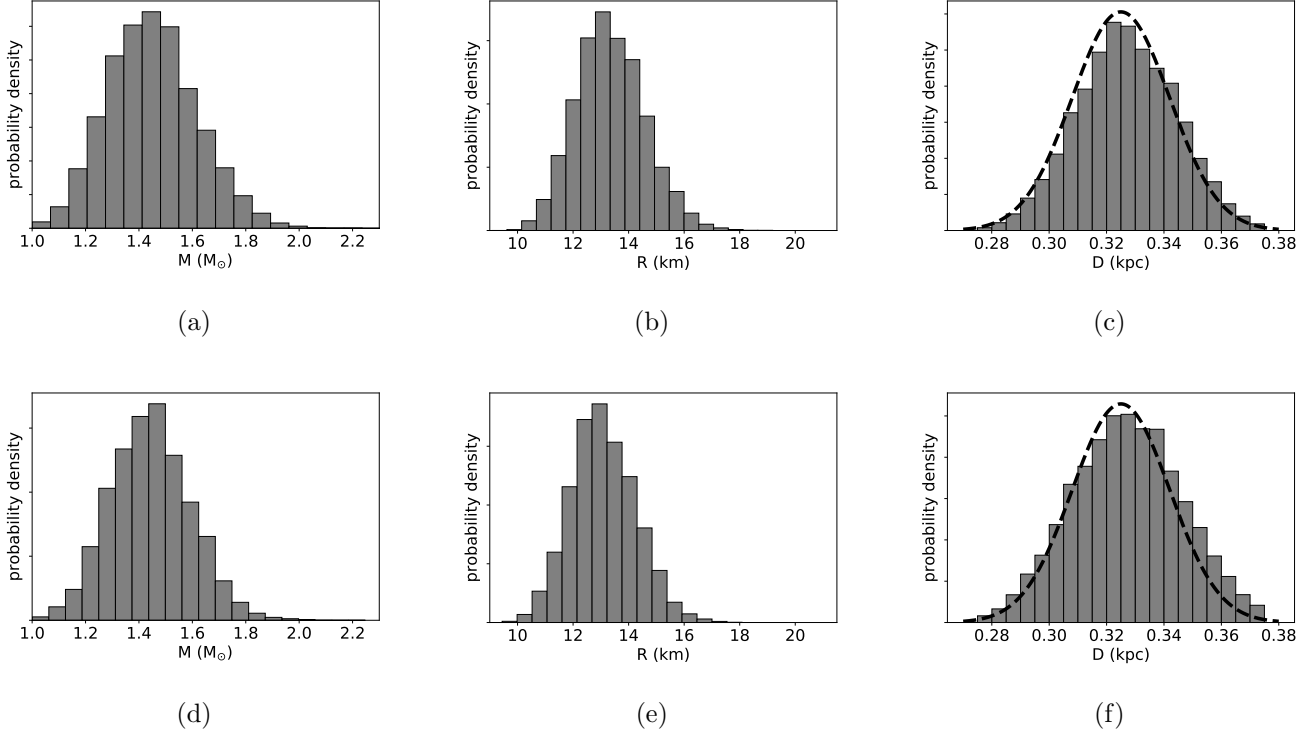 probability density
1.0 1.2 1.4 1.6 1.8 2.0 2.2
M (M⊙)
(a)
probability density
10 12 14 16 18 20
R (km)
(b)
probability density
0.28 0.30 0.32 0.34 0.36 0.38
D (kpc)
(c)
probability density
1.0 1.2 1.4 1.6 1.8 2.0 2.2
M (M⊙)
(d)
probability density
10 12 14 16 18 20
R (km)
(e)
probability density
0.28 0.30 0.32 0.34 0.36 0.38
D (kpc)
(f)